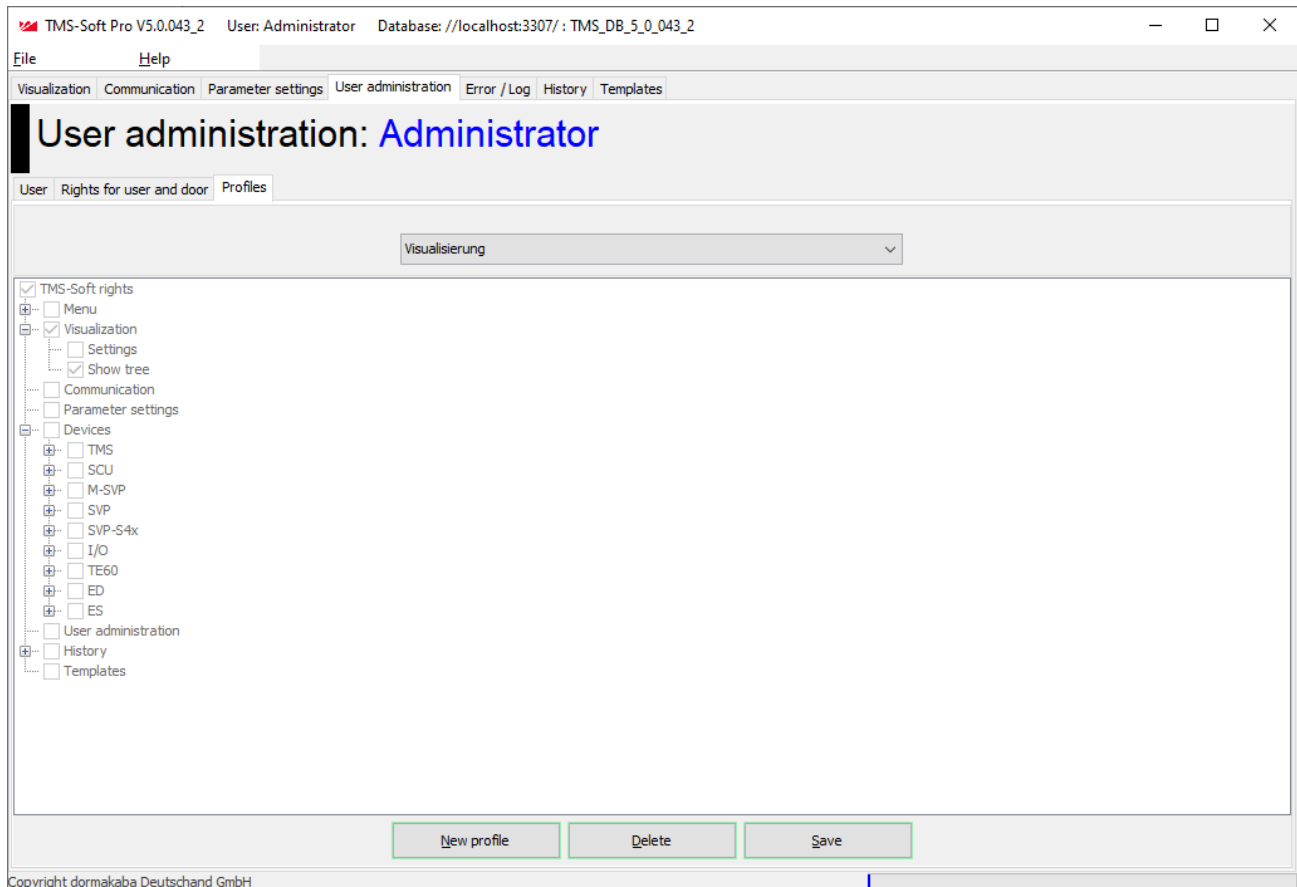 TMS-Soft Pro V5.0.043_2 User: Administrator Database: //localhost:3307/ : TMS_DB_5_0_043_2
File Help
Visualization Communication Parameter settings User administration Error / Log History Templates
User administration: Administrator
User Rights for user and door Profiles
Visualisierung
TMS-Soft rights
Menu
Visualization
Settings
Show tree
Communication
Parameter settings
Devices
TMS
SCU
M-SVP
SVP
SVP-S4x
I/O
TE60
ED
ES
User administration
History
Templates
New profile Delete Save
Copyright dormakaba Deutschand GmbH